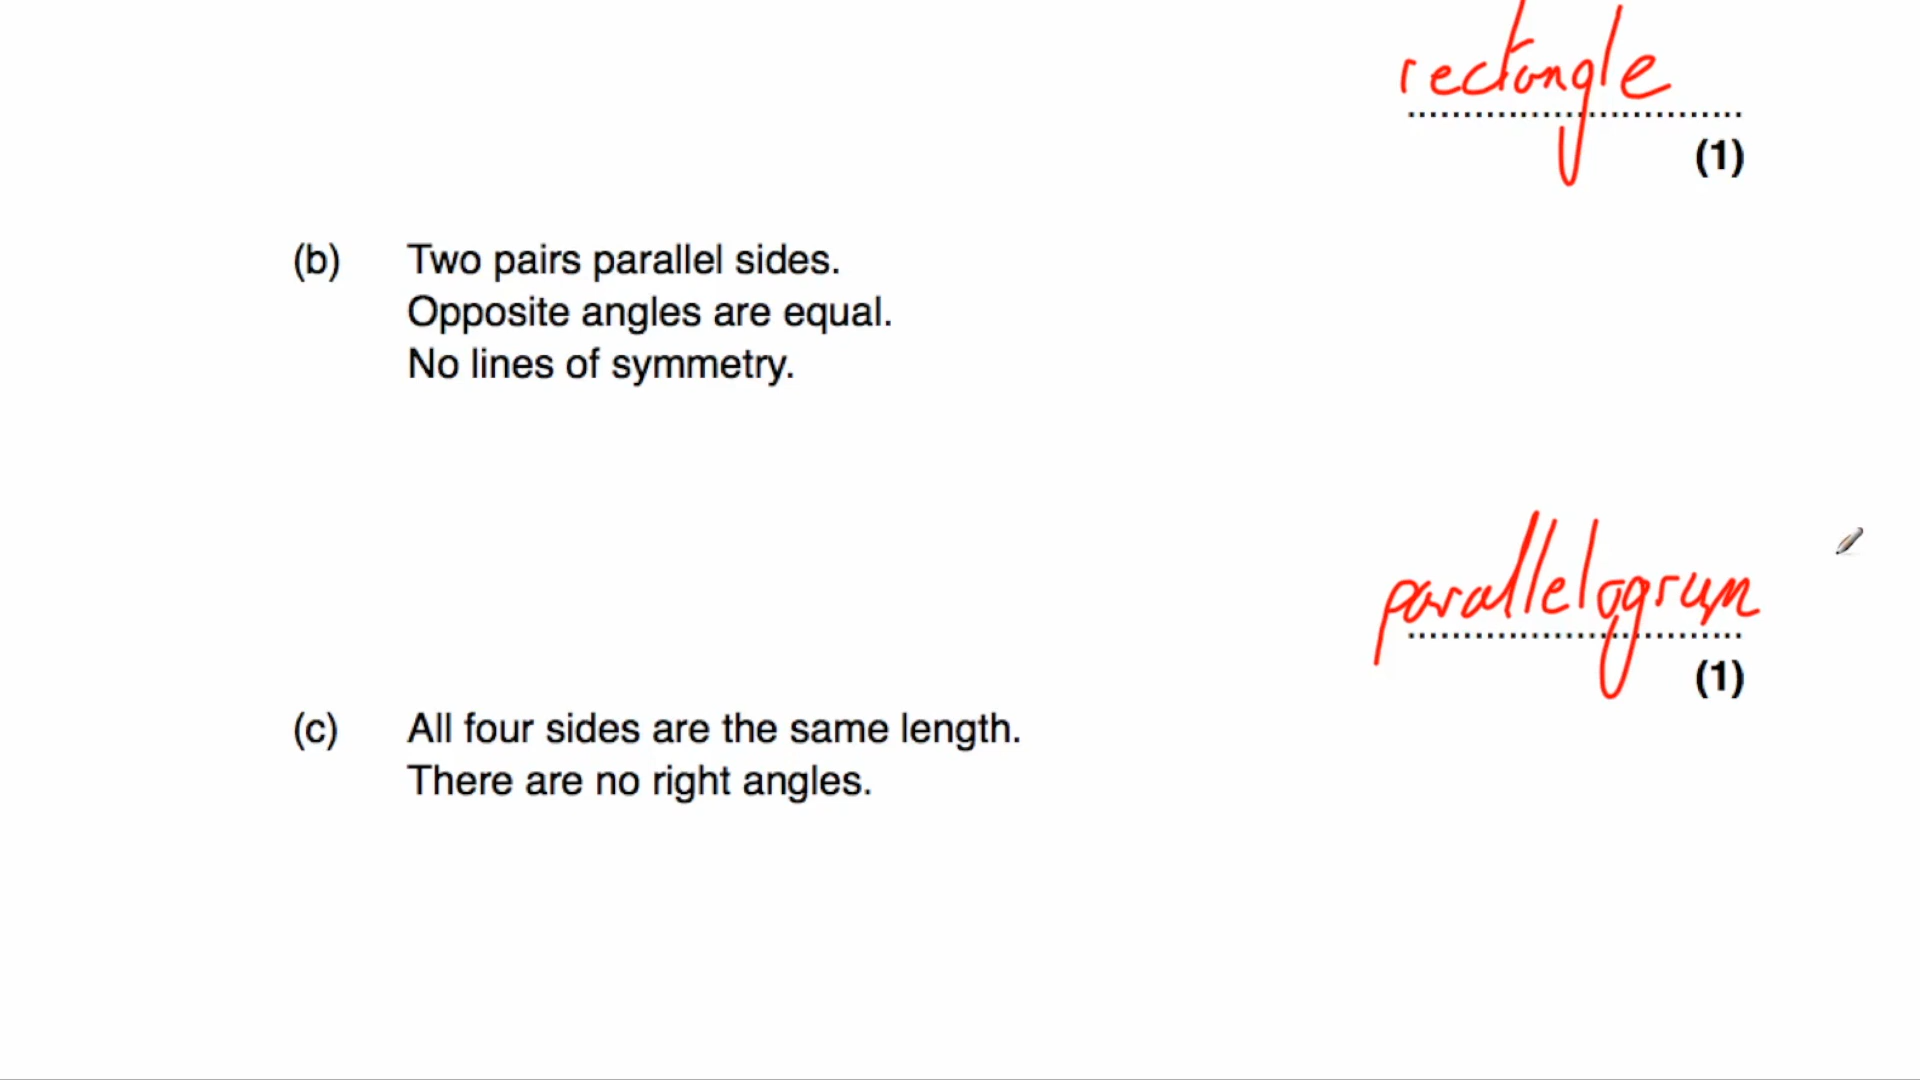 rectangle
..............................
(1)
(b) Two pairs parallel sides.
Opposite angles are equal.
No lines of symmetry.
parallelogram
..............................
(1)
(c) All four sides are the same length.
There are no right angles.